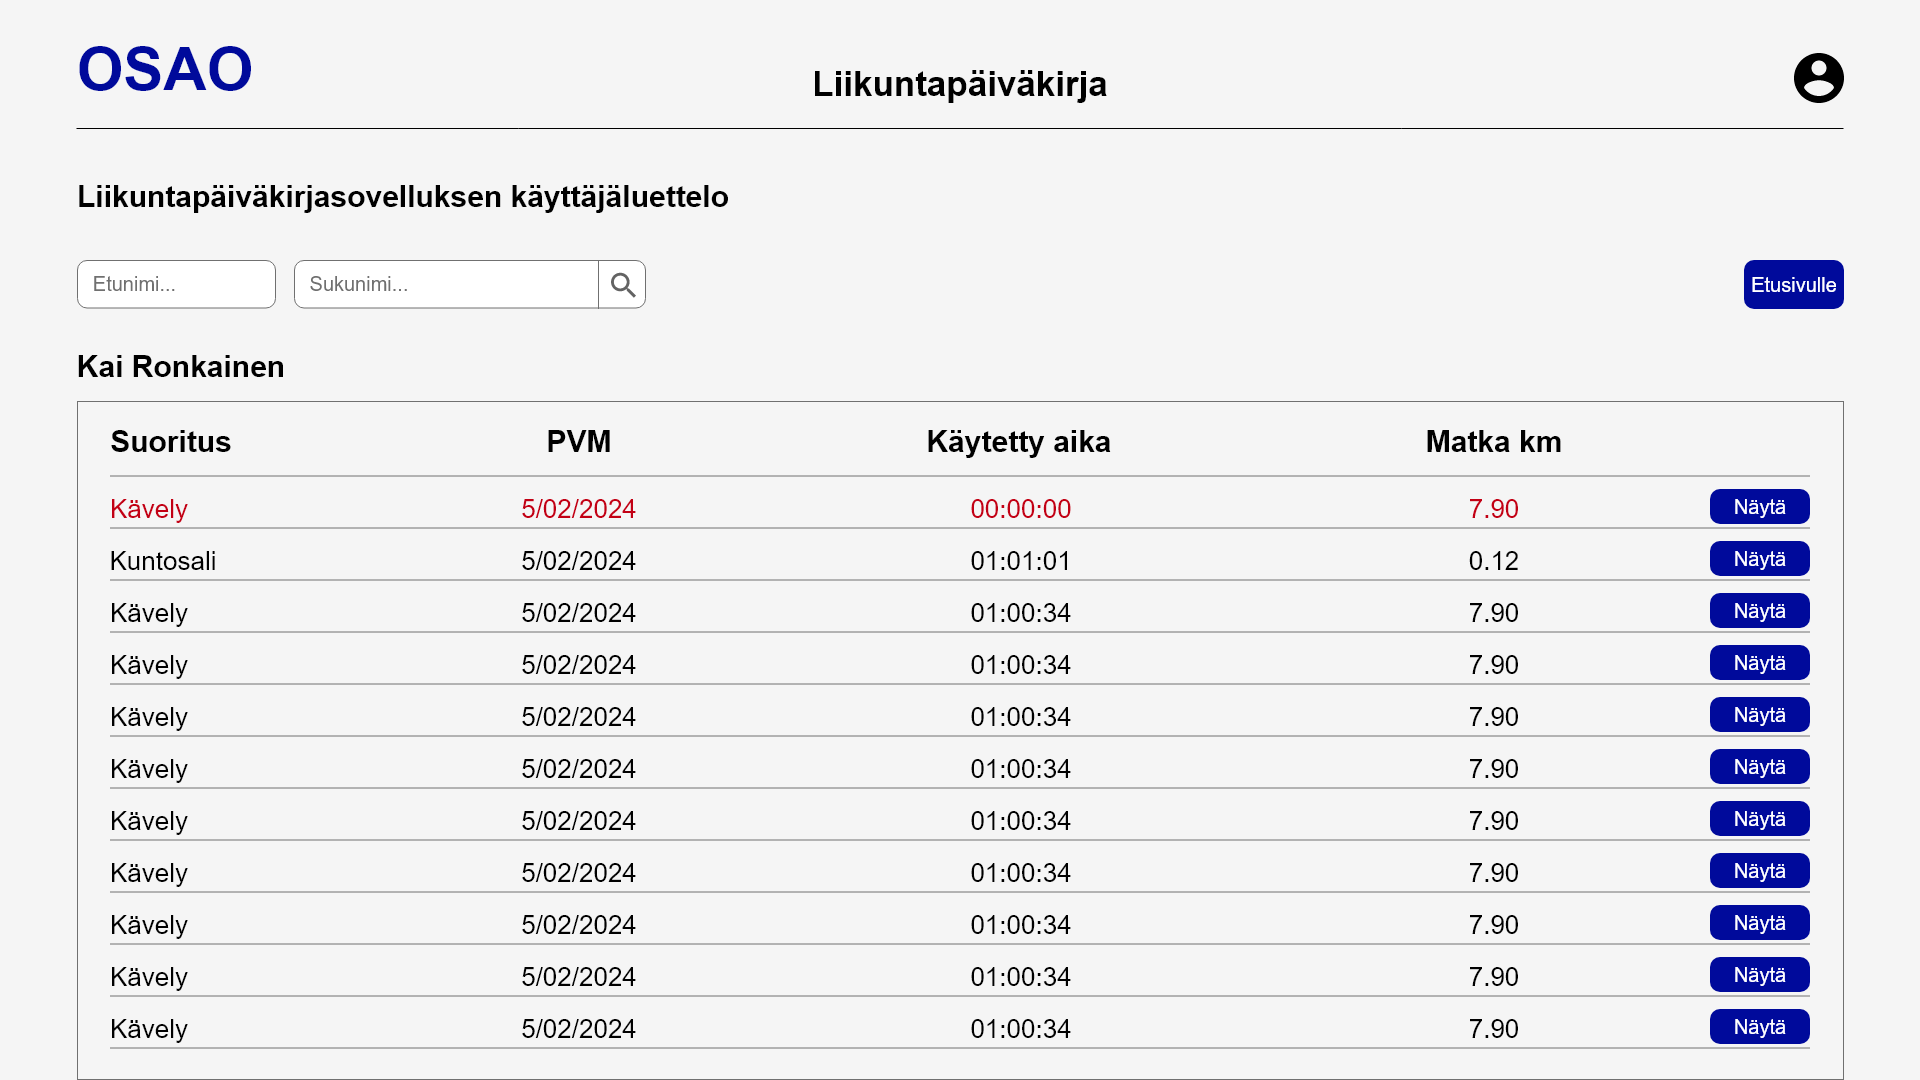 OSAO
Liikuntapäiväkirja
Liikuntapäiväkirjasovelluksen käyttäjäluettelo
Etunimi... Sukunimi... Etusivulle
Kai Ronkainen
Suoritus PVM Käytetty aika Matka km
Kävely 5/02/2024 00:00:00 7.90 Näytä
Kuntosali 5/02/2024 01:01:01 0.12 Näytä
Kävely 5/02/2024 01:00:34 7.90 Näytä
Kävely 5/02/2024 01:00:34 7.90 Näytä
Kävely 5/02/2024 01:00:34 7.90 Näytä
Kävely 5/02/2024 01:00:34 7.90 Näytä
Kävely 5/02/2024 01:00:34 7.90 Näytä
Kävely 5/02/2024 01:00:34 7.90 Näytä
Kävely 5/02/2024 01:00:34 7.90 Näytä
Kävely 5/02/2024 01:00:34 7.90 Näytä
Kävely 5/02/2024 01:00:34 7.90 Näytä